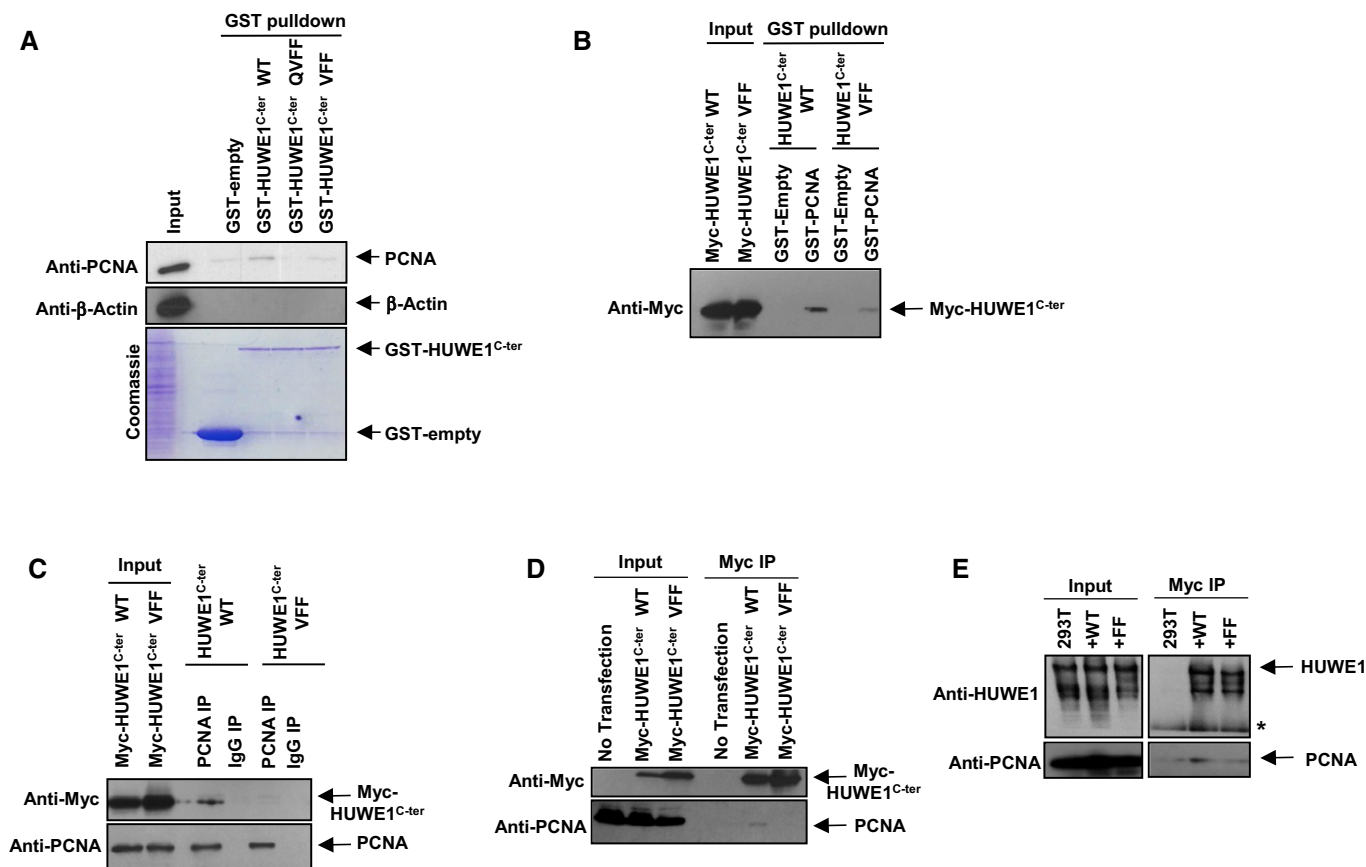 A
GST pulldown
Input
GST-empty
GST-HUWE1C-ter WT
GST-HUWE1C-ter QVFF
GST-HUWE1C-ter VFF
Anti-PCNA
PCNA
Anti-β-Actin
β-Actin
Coomassie
GST-HUWE1C-ter
GST-empty
B
Input
GST pulldown
Myc-HUWE1C-ter WT
Myc-HUWE1C-ter VFF
HUWE1C-ter
WT
HUWE1C-ter
VFF
GST-Empty
GST-PCNA
GST-Empty
GST-PCNA
Anti-Myc
Myc-HUWE1C-ter
C
Input
Myc-HUWE1C-ter WT
Myc-HUWE1C-ter VFF
HUWE1C-ter
WT
HUWE1C-ter
VFF
PCNA IP
IgG IP
PCNA IP
IgG IP
Anti-Myc
Myc-
HUWE1C-ter
Anti-PCNA
PCNA
D
Input
Myc IP
No Transfection
Myc-HUWE1C-ter WT
Myc-HUWE1C-ter VFF
No Transfection
Myc-HUWE1C-ter WT
Myc-HUWE1C-ter VFF
Anti-Myc
Myc-
HUWE1C-ter
Anti-PCNA
PCNA
E
Input
Myc IP
293T
+WT
+FF
293T
+WT
+FF
Anti-HUWE1
HUWE1
*
Anti-PCNA
PCNA